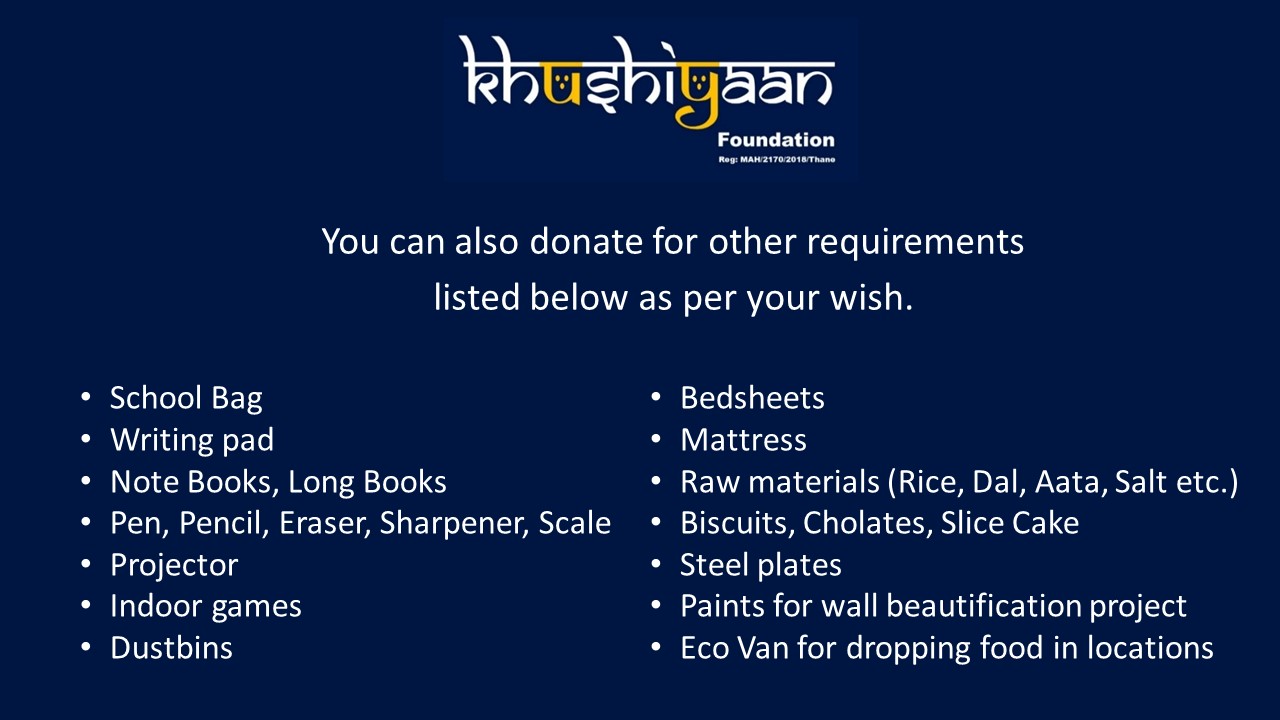 khushiyaan
Foundation
Reg: MAH/2170/2018/Thane
You can also donate for other requirements
listed below as per your wish.
• School Bag
• Writing pad
• Note Books, Long Books
• Pen, Pencil, Eraser, Sharpener, Scale
• Projector
• Indoor games
• Dustbins
• Bedsheets
• Mattress
• Raw materials (Rice, Dal, Aata, Salt etc.)
• Biscuits, Cholates, Slice Cake
• Steel plates
• Paints for wall beautification project
• Eco Van for dropping food in locations